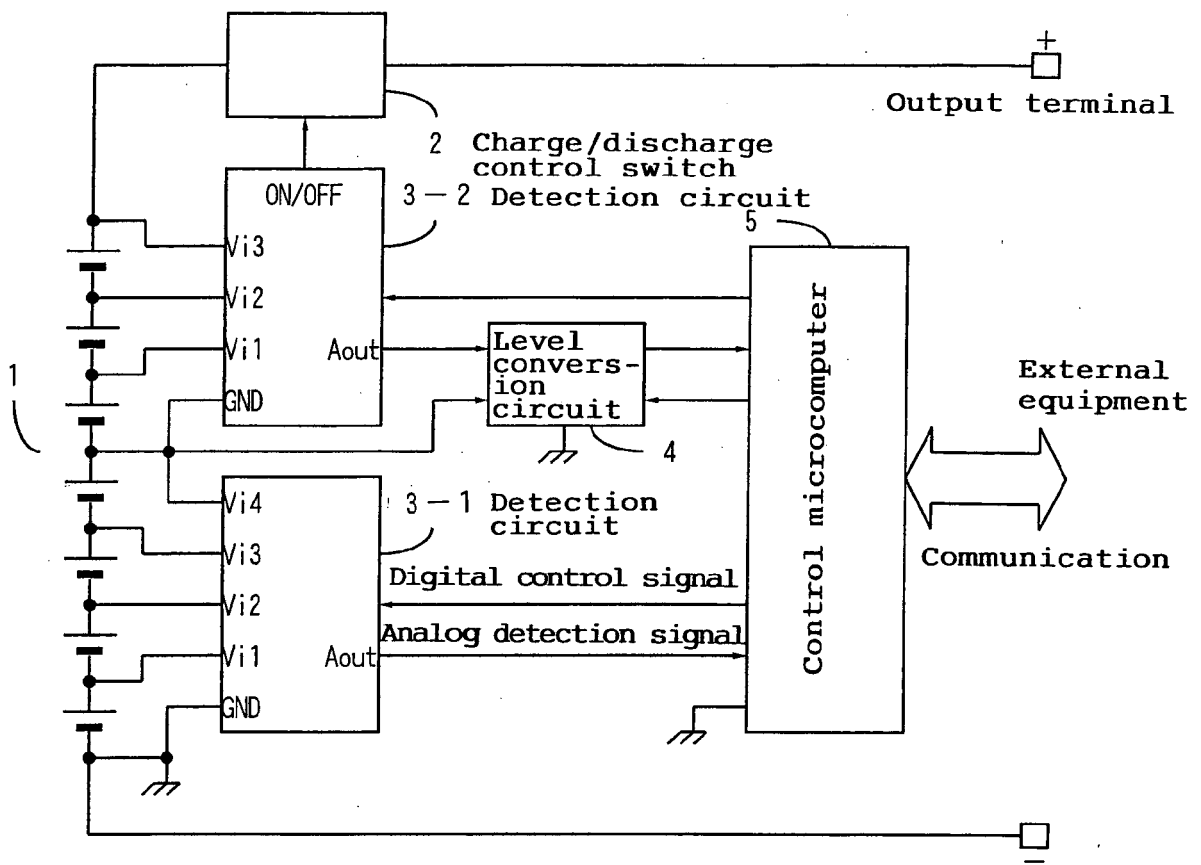 +
Output terminal
2 Charge/discharge
control switch
ON/OFF
3-2 Detection circuit
5
Vi3
Vi2
Vi1
Aout
GND
Level
convers-
ion
circuit
4
1
Control microcomputer
External
equipment
Communication
Vi4
3-1 Detection
circuit
Vi3
Vi2
Vi1
Aout
GND
Digital control signal
Analog detection signal
−